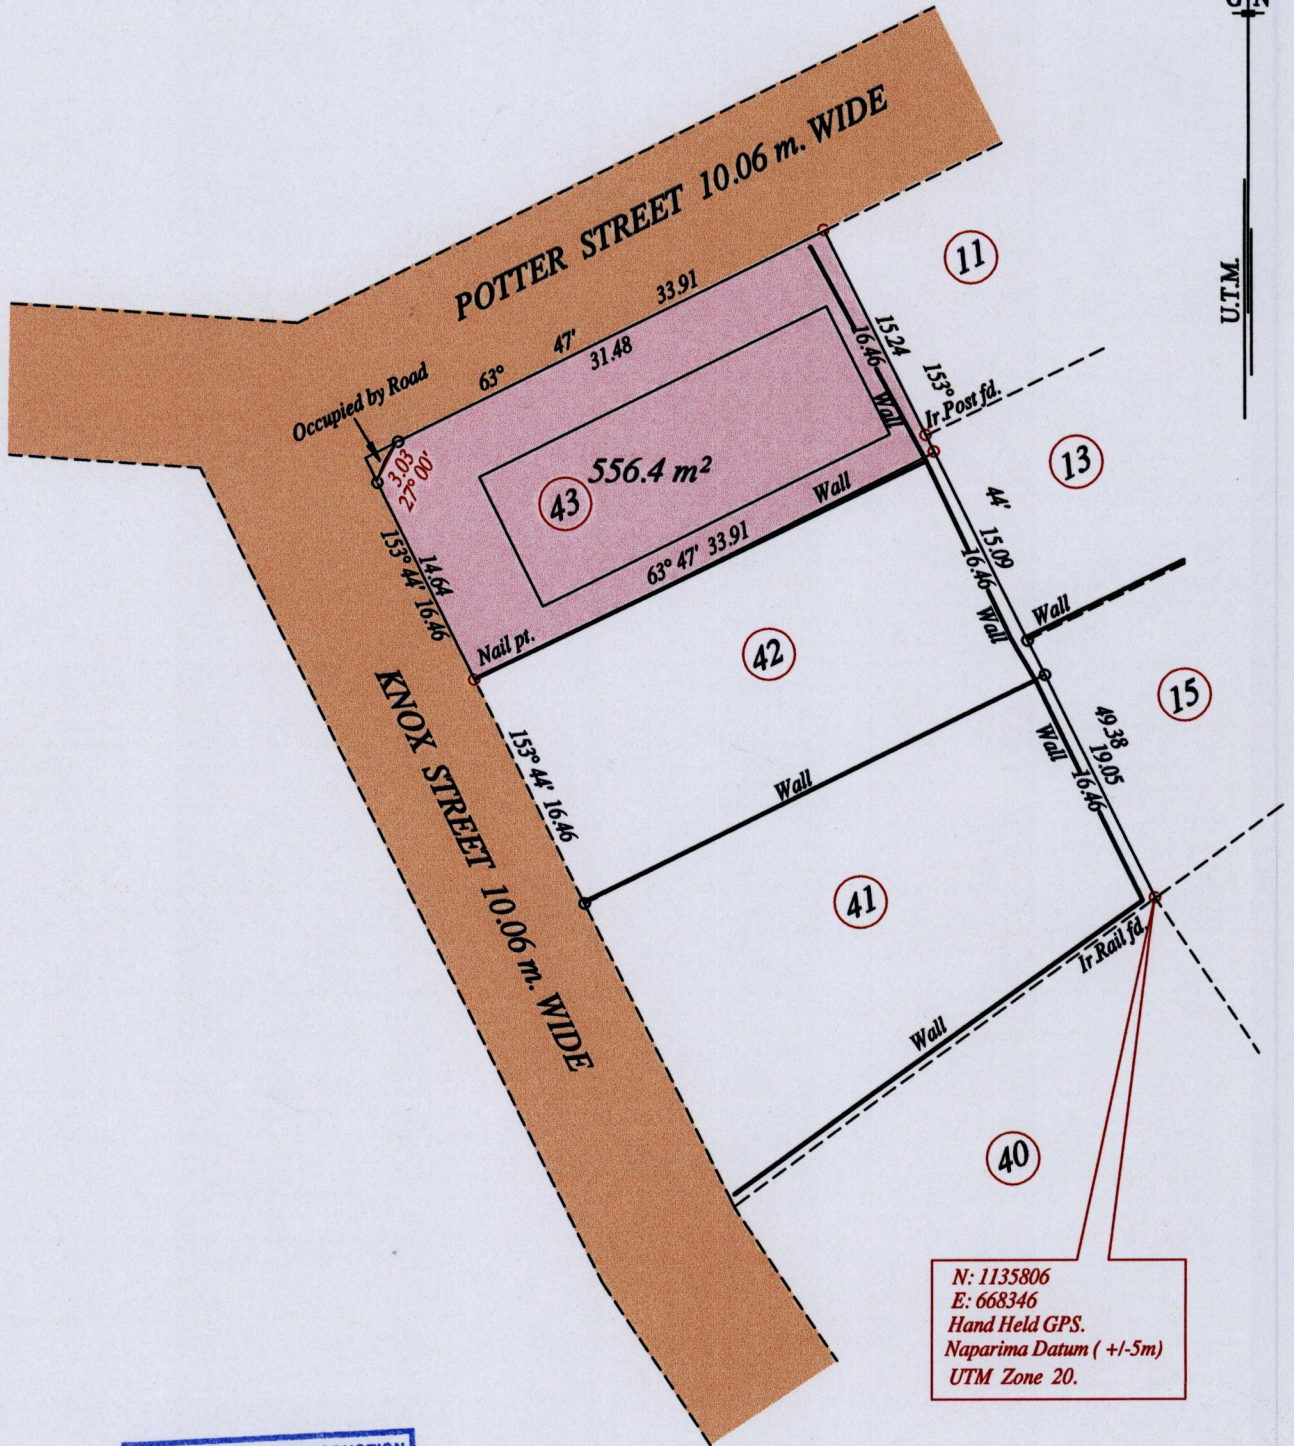 G N
U.T.M.
POTTER STREET 10.06 m. WIDE
33.91
63° 47'
31.48
Occupied by Road
3.03
27° 00'
15.24
16.46
Wall
153°
Ir.Post fd.
11
13
44'
15.09
16.46
Wall
Wall
15
49.38
19.05
Wall
16.46
43
556.4 m²
Wall
63° 47' 33.91
14.64
153° 44' 16.46
Nail pt.
42
KNOX STREET 10.06 m. WIDE
153° 44' 16.46
Wall
41
Ir.Rail fd.
Wall
40
N: 1135806
E: 668346
Hand Held GPS.
Naparima Datum ( +/-5m)
UTM Zone 20.